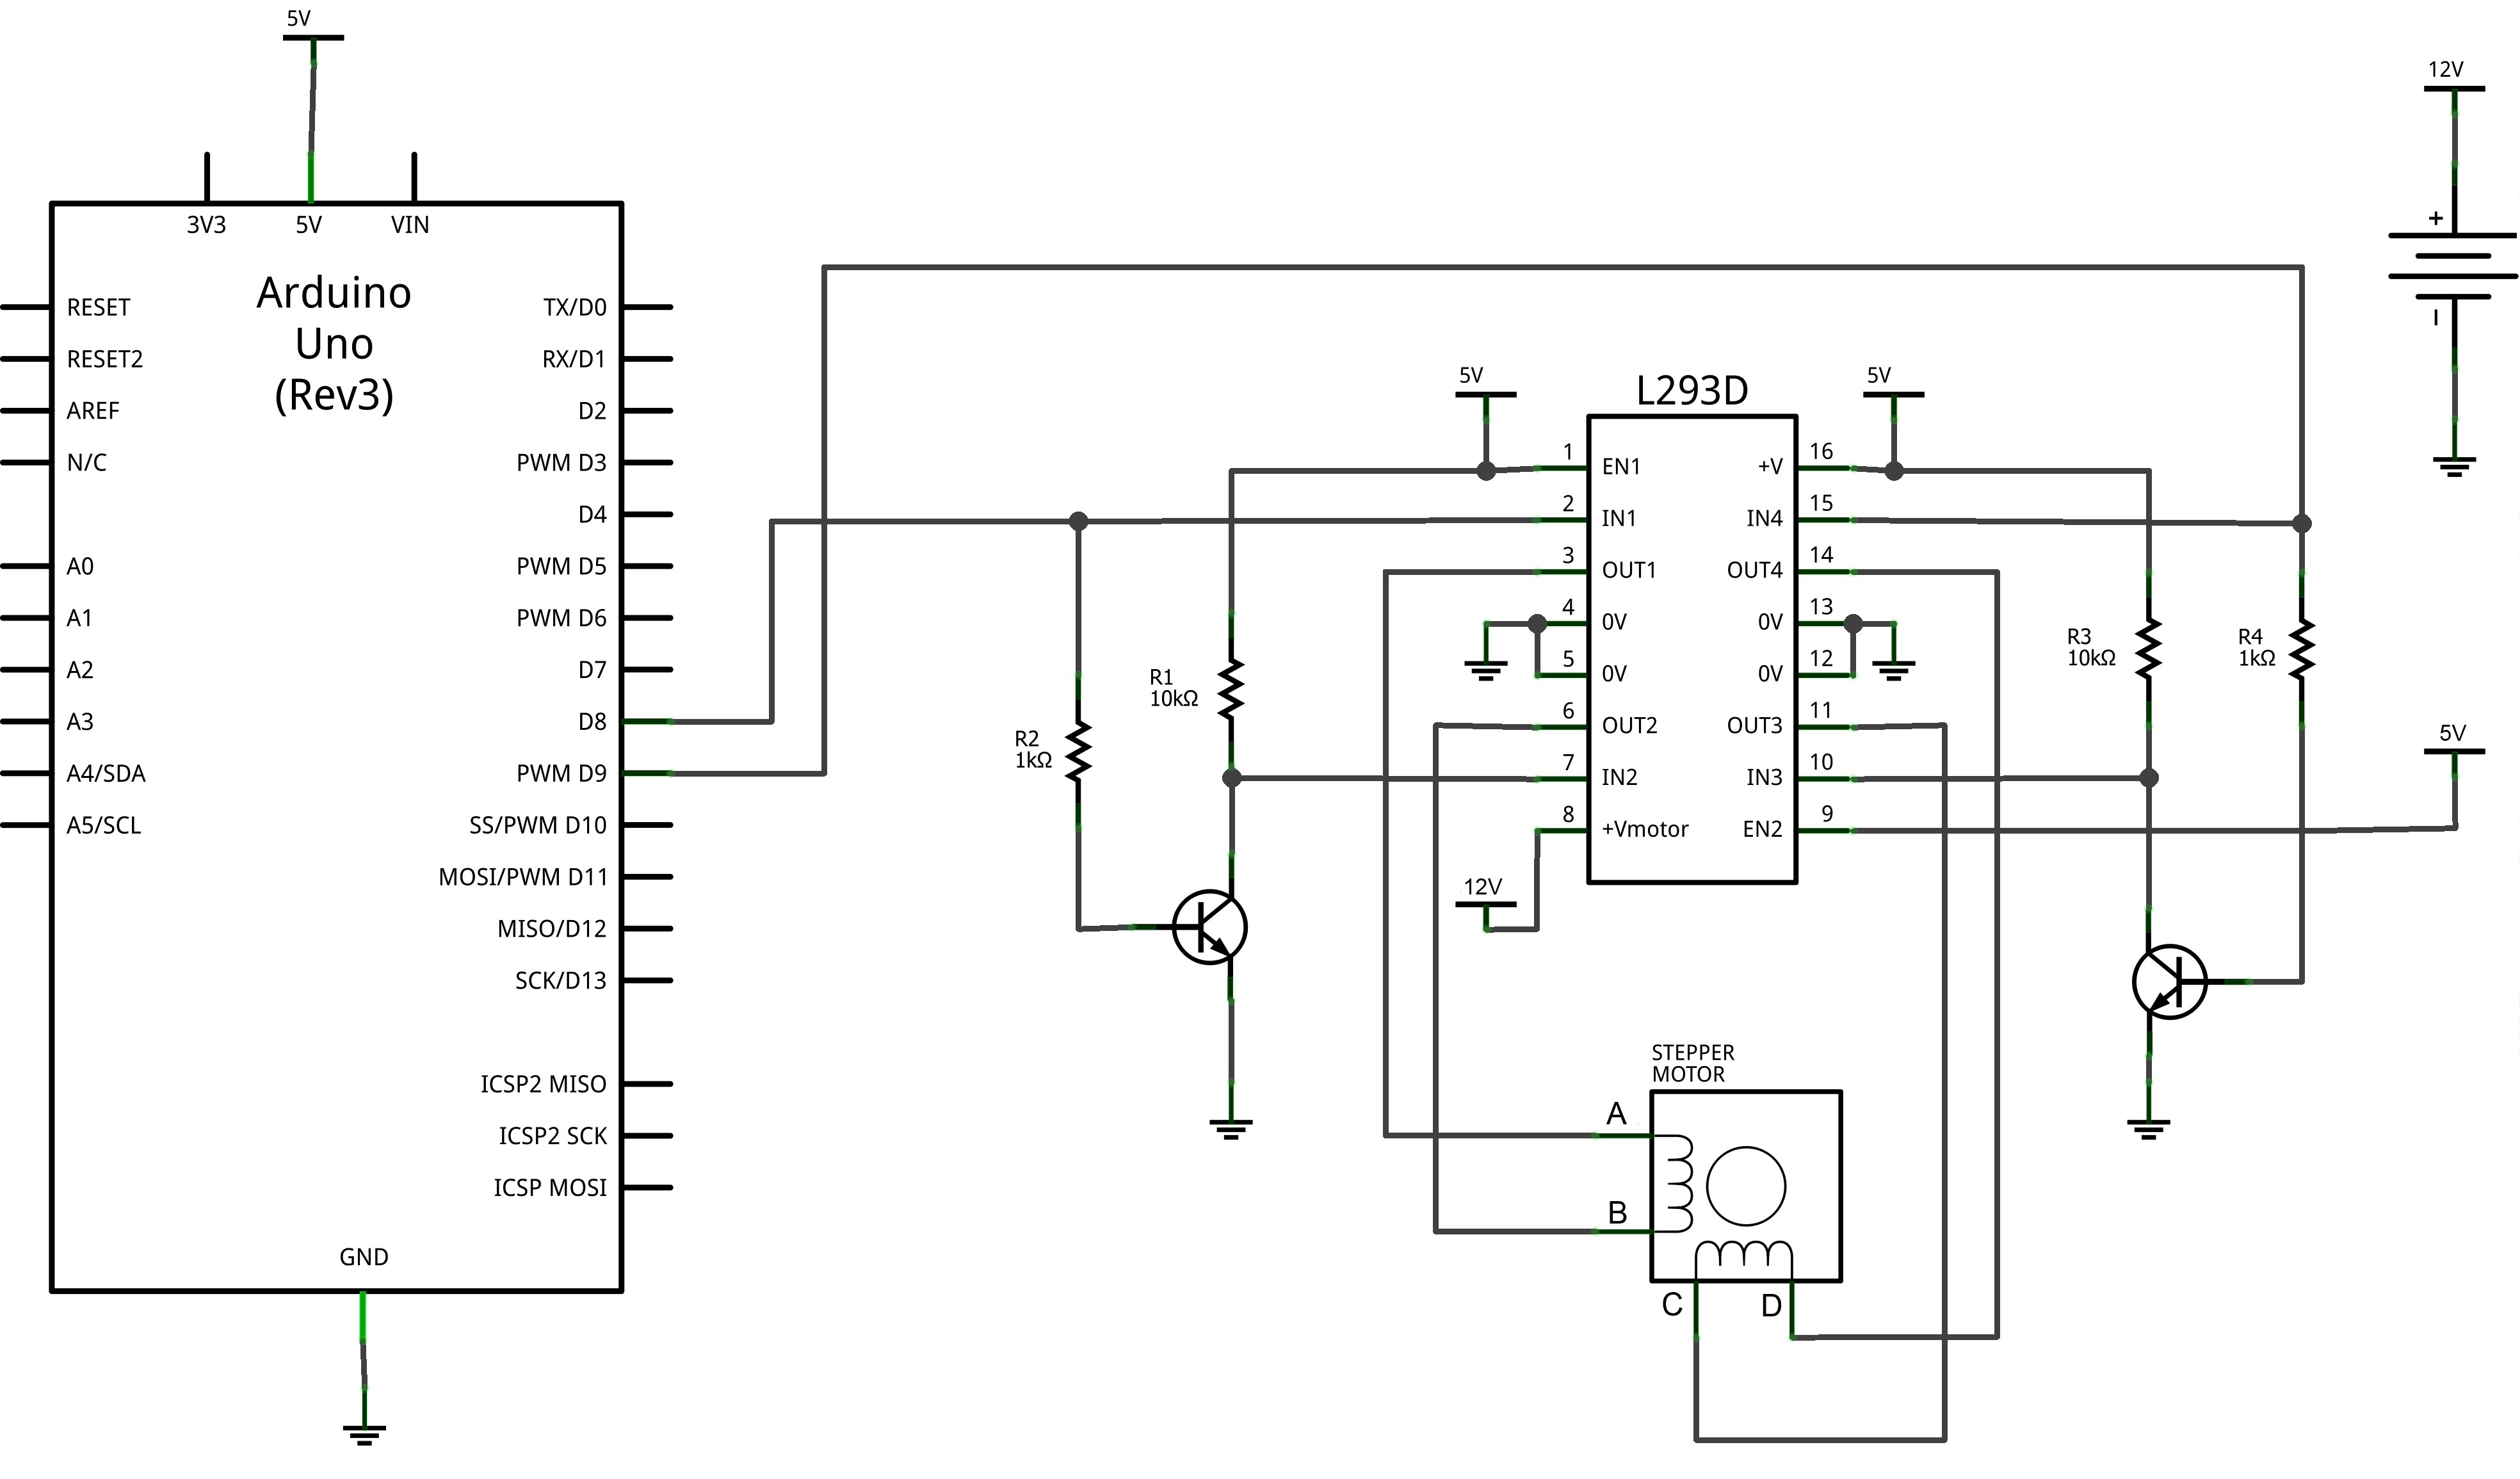 5V
12V
3V3
5V
VIN
Arduino
Uno
(Rev3)
RESET
RESET2
AREF
N/C
A0
A1
A2
A3
A4/SDA
A5/SCL
TX/D0
RX/D1
D2
PWM D3
D4
PWM D5
PWM D6
D7
D8
PWM D9
SS/PWM D10
MOSI/PWM D11
MISO/D12
SCK/D13
ICSP2 MISO
ICSP2 SCK
ICSP MOSI
GND
R2
1kΩ
R1
10kΩ
5V
L293D
5V
1
EN1
2
IN1
3
OUT1
4
0V
5
0V
6
OUT2
7
IN2
8
+Vmotor
16
+V
15
IN4
14
OUT4
13
0V
12
0V
11
OUT3
10
IN3
9
EN2
12V
R3
10kΩ
R4
1kΩ
+
−
5V
STEPPER
MOTOR
A
B
C
D